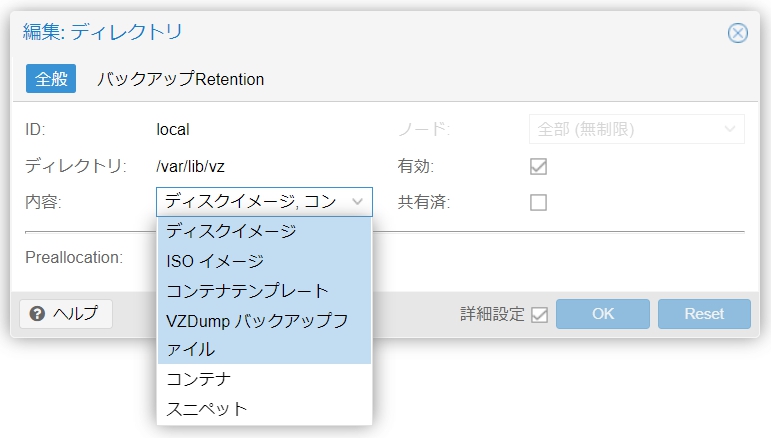 編集: ディレクトリ
全般 バックアップRetention
ID: local ノード: 全部 (無制限)
ディレクトリ: /var/lib/vz 有効:
内容: ディスクイメージ, コン 共有済:
ディスクイメージ
ISO イメージ
Preallocation:
コンテナテンプレート
VZDump バックアップフ
ァイル
コンテナ
スニペット
ヘルプ 詳細設定 OK Reset